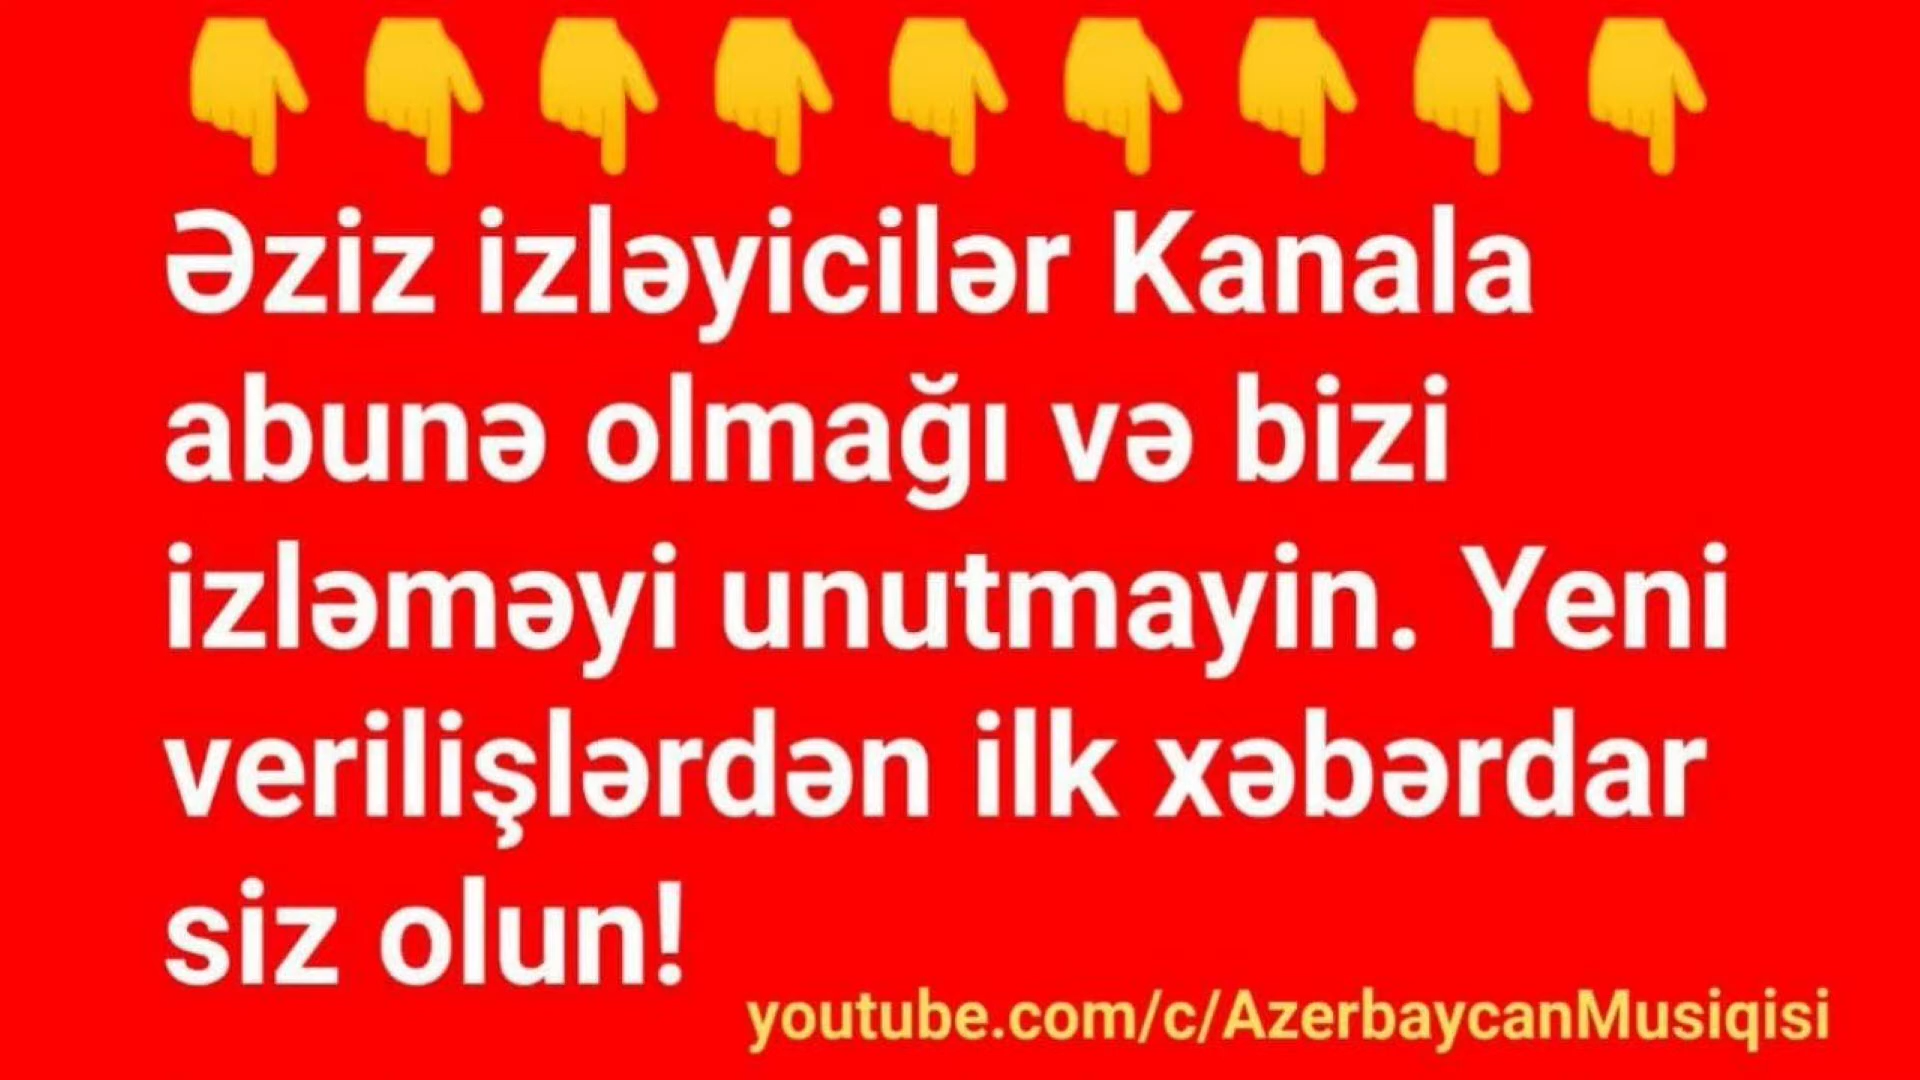 👇👇👇👇👇👇👇👇👇
Əziz izləyicilər Kanala
abunə olmağı və bizi
izləməyi unutmayin. Yeni
verilişlərdən ilk xəbərdar
siz olun!
youtube.com/c/AzerbaycanMusiqisi